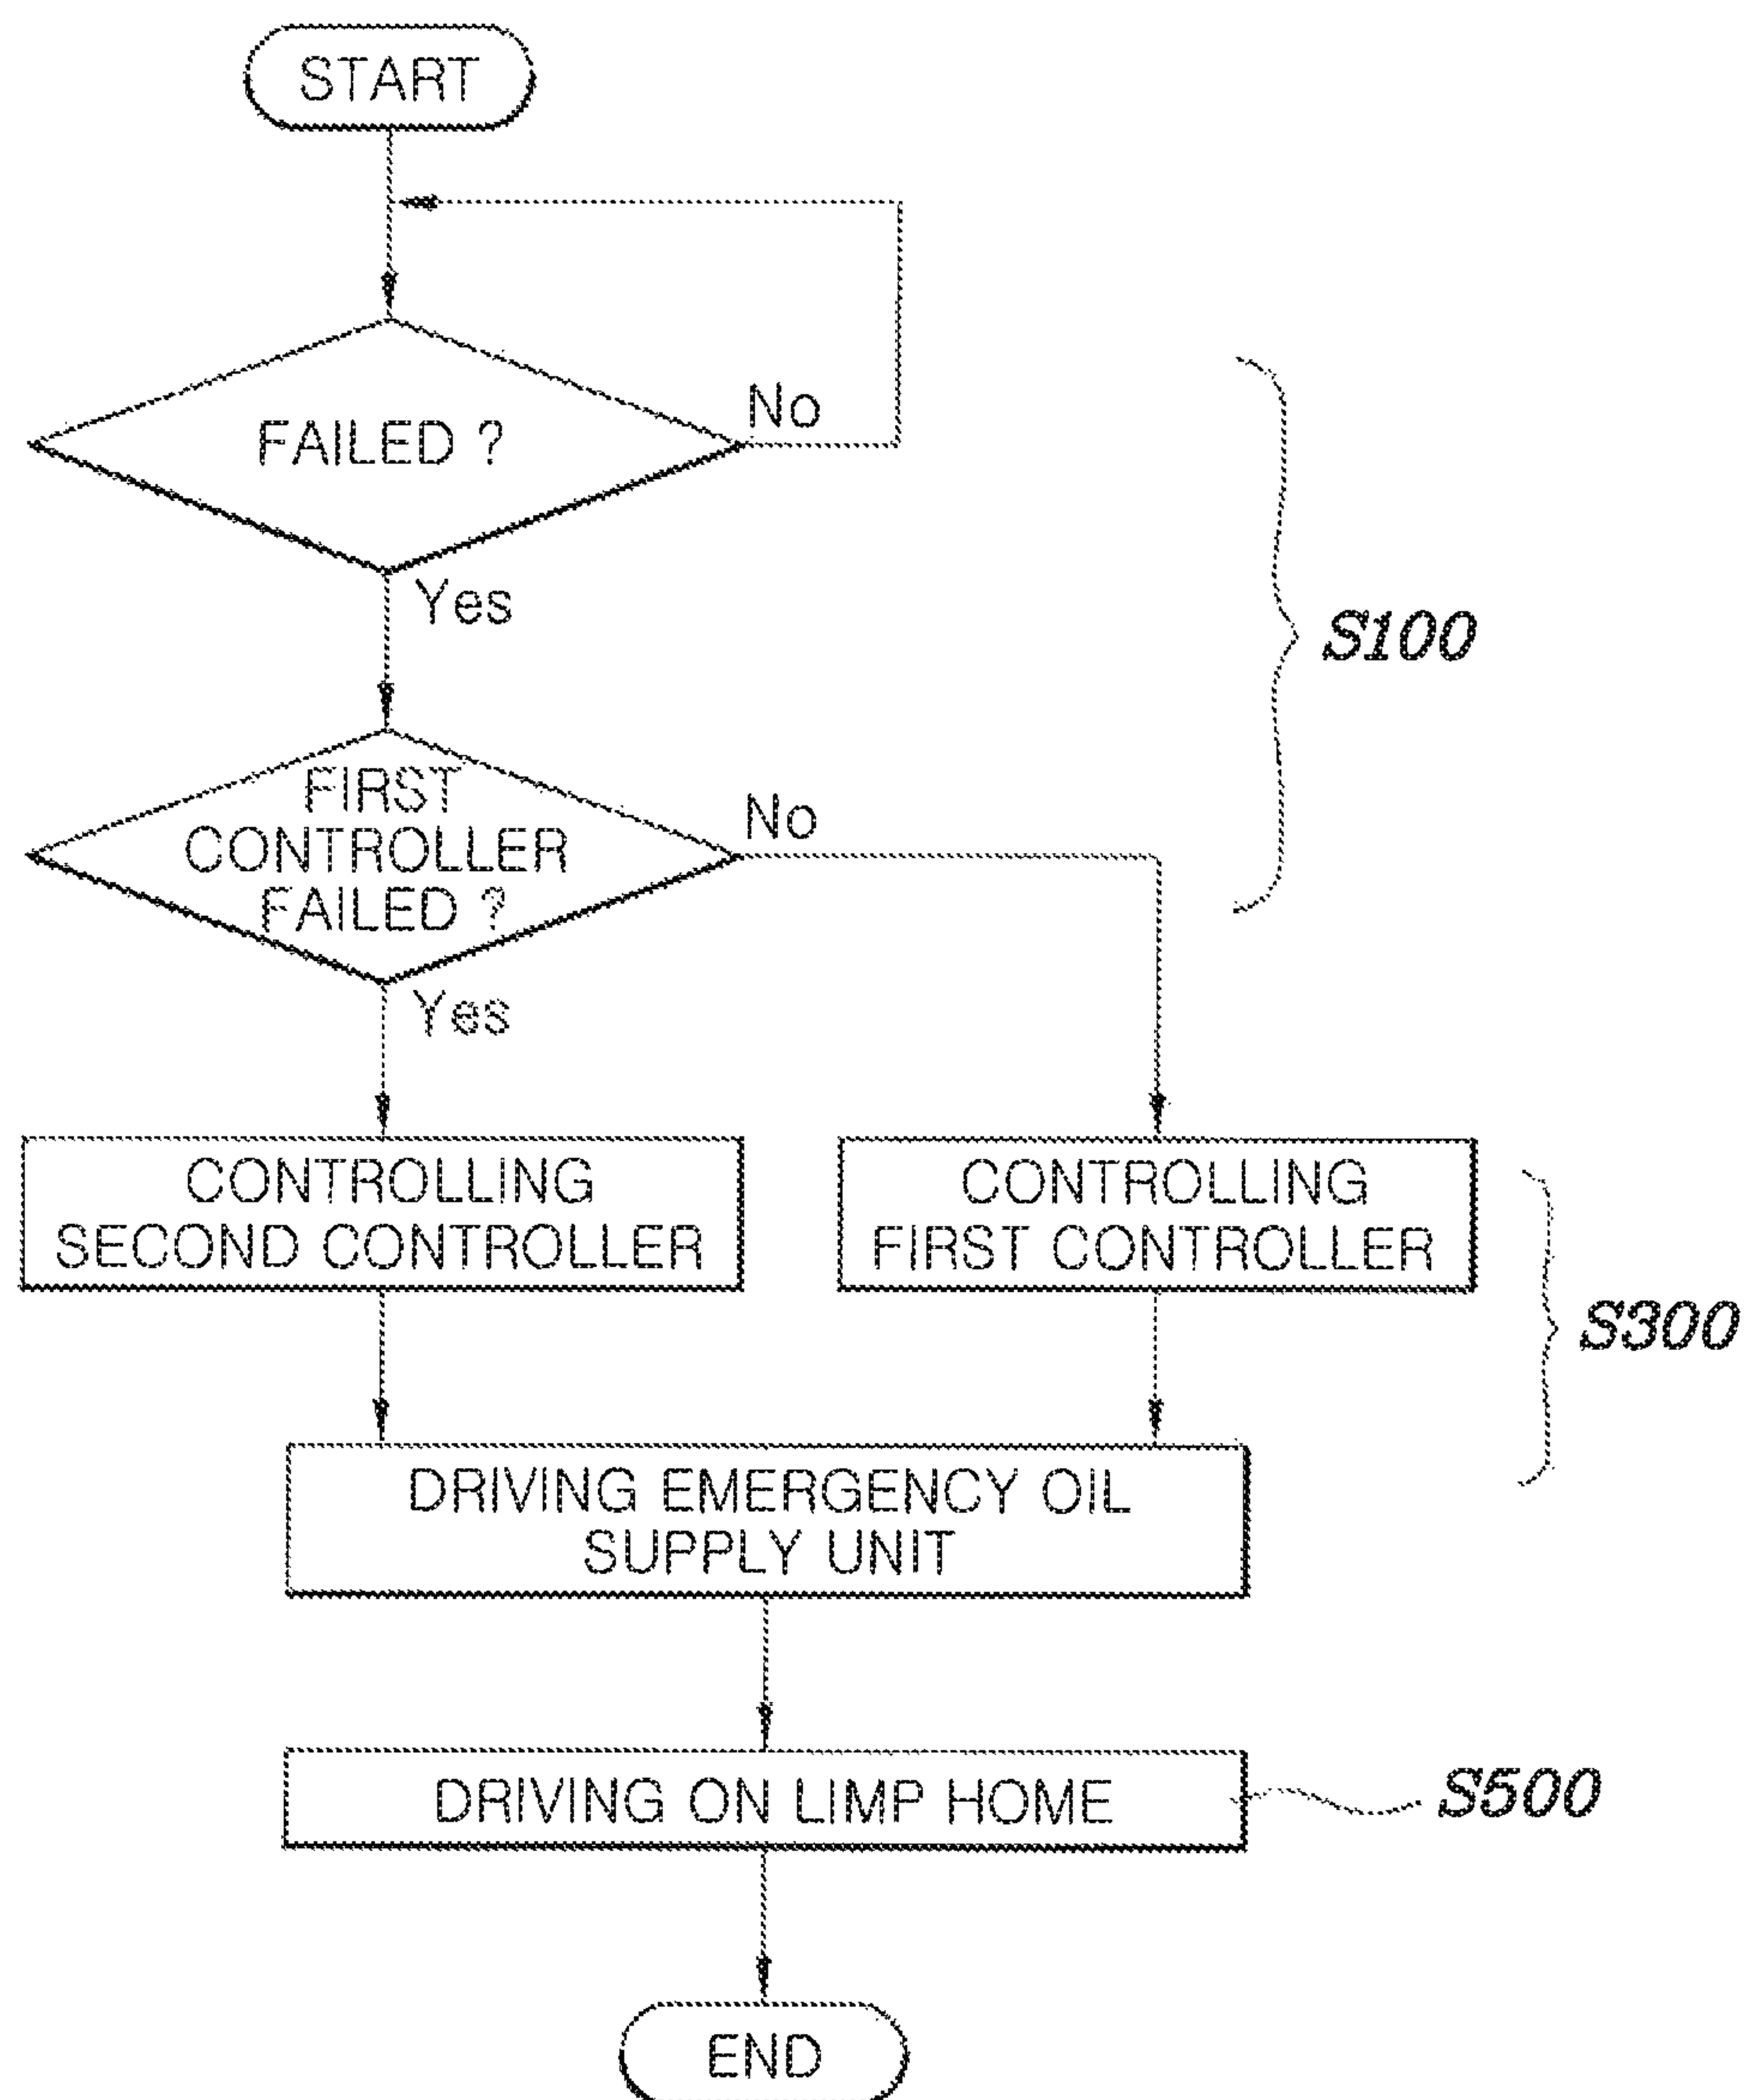 START
FAILED ?
No
Yes
S100
FIRST
CONTROLLER
FAILED ?
No
Yes
CONTROLLING
SECOND CONTROLLER
CONTROLLING
FIRST CONTROLLER
S300
DRIVING EMERGENCY OIL
SUPPLY UNIT
DRIVING ON LIMP HOME
S500
END